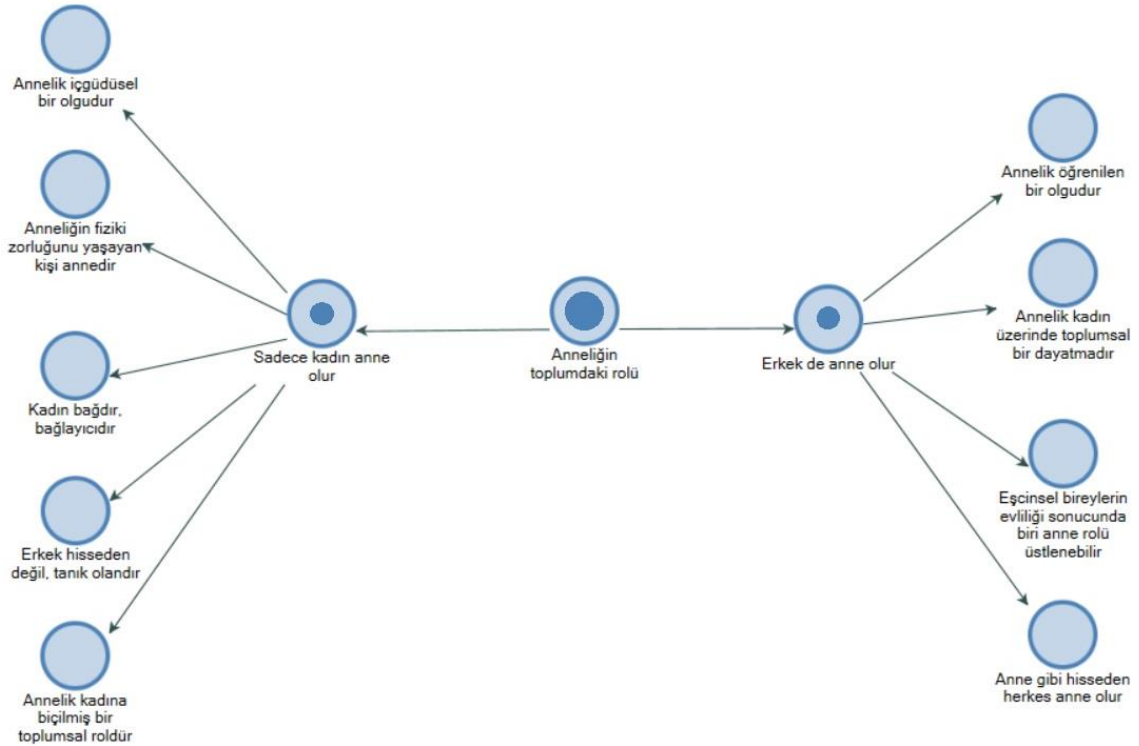 Annelik içgüdüsel
bir olgudur
Anneliğin fiziki
zorluğunu yaşayan
kişi annedir
Kadın bağdır,
bağlayıcıdır
Erkek hisseden
değil, tanık olandır
Annelik kadına
biçilmiş bir
toplumsal roldür
Sadece kadın anne
olur
Anneliğin
toplumdaki rolü
Erkek de anne olur
Annelik öğrenilen
bir olgudur
Annelik kadın
üzerinde toplumsal
bir dayatmadır
Eşcinsel bireylerin
evliliği sonucunda
biri anne rolü
üstlenebilir
Anne gibi hisseden
herkes anne olur